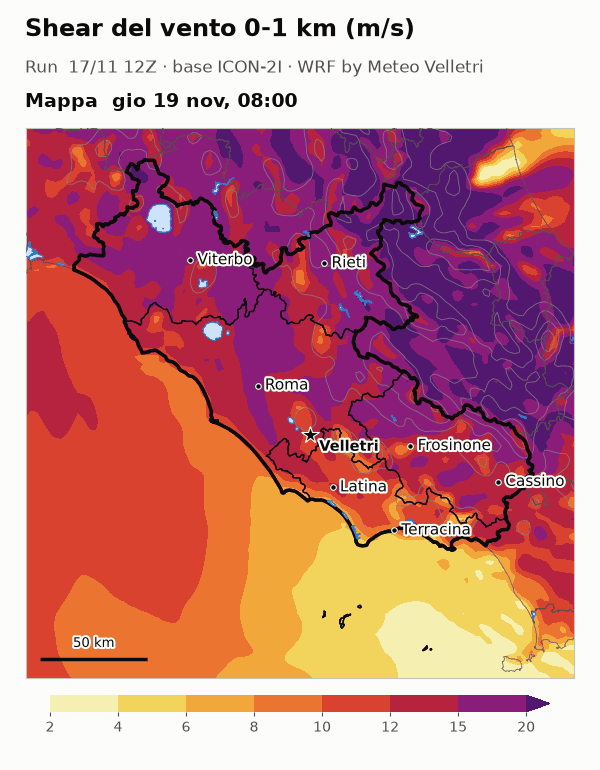 Shear del vento 0-1 km (m/s)
Run 17/11 12Z · base ICON-2I · WRF by Meteo Velletri
Mappa gio 19 nov, 08:00
Viterbo
Rieti
Roma
Velletri
Frosinone
Latina
Cassino
Terracina
50 km
2 4 6 8 10 12 15 20